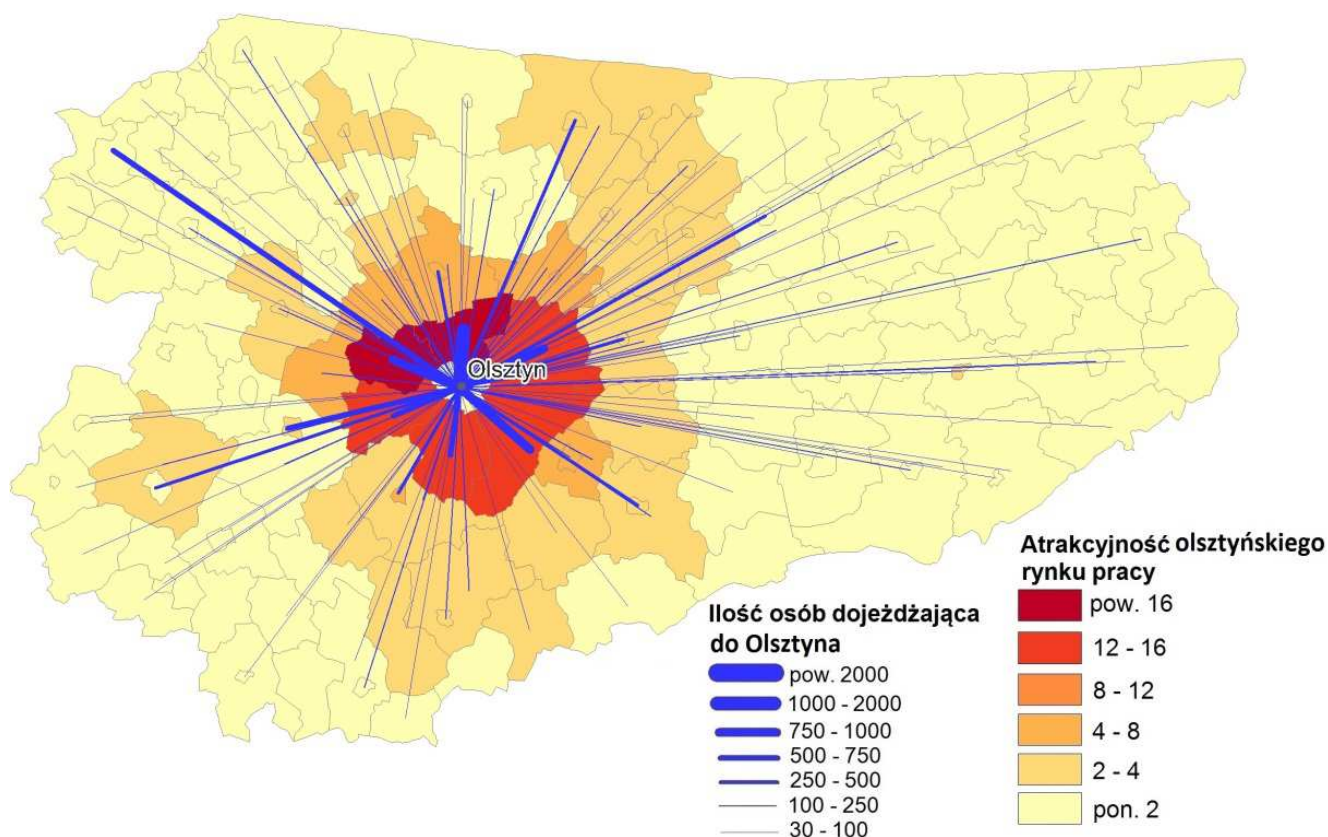 Olsztyn
Ilość osób dojeżdżająca
do Olsztyna
pow. 2000
1000 - 2000
750 - 1000
500 - 750
250 - 500
100 - 250
30 - 100
Atrakcyjność olsztyńskiego
rynku pracy
pow. 16
12 - 16
8 - 12
4 - 8
2 - 4
pon. 2